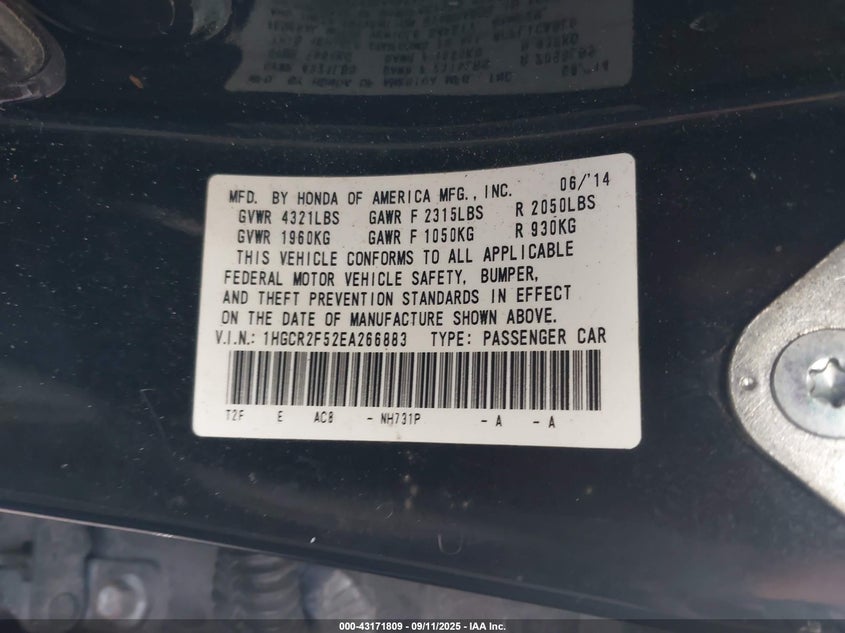 MFD. BY HONDA OF AMERICA MFG., INC. 06/'14
GVWR 4321LBS GAWR F 2315LBS R 2050LBS
GVWR 1960KG GAWR F 1050KG R 930KG
THIS VEHICLE CONFORMS TO ALL APPLICABLE
FEDERAL MOTOR VEHICLE SAFETY, BUMPER,
AND THEFT PREVENTION STANDARDS IN EFFECT
ON THE DATE OF MANUFACTURE SHOWN ABOVE.
V.I.N.: 1HGCR2F52EA266883 TYPE: PASSENGER CAR
T2F E AC8 - NH731P - A - A
000-43171809 - 09/11/2025 - IAA Inc.